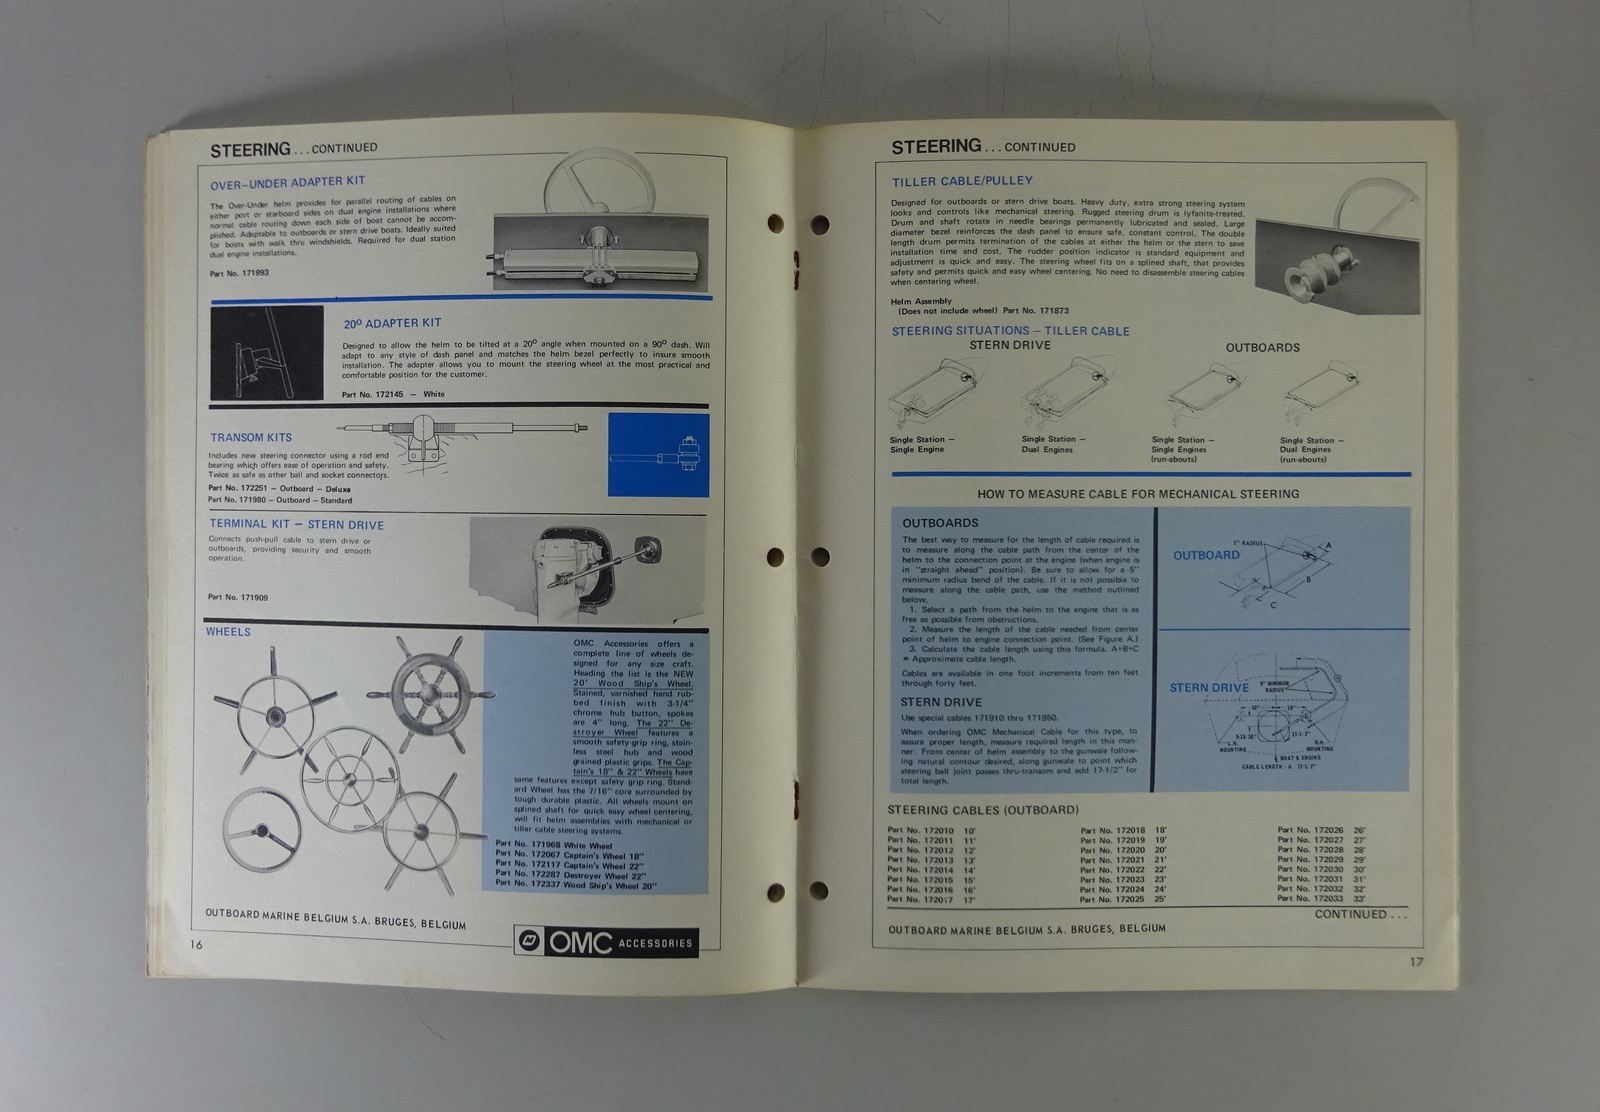 STEERING ... CONTINUED
OVER-UNDER ADAPTER KIT
The Over-Under helm provides for parallel routing of cables on
either port or starboard sides on dual engine installations where
normal cable routing down each side of boat cannot be accom-
plished. Adaptable to outboards or stern drive boats. Ideally suited
for boats with walk thru windshields. Required for dual station
dual engine installations.
Part No. 171993
20º ADAPTER KIT
Designed to allow the helm to be tilted at a 20º angle when mounted on a 90º dash. Will
adapt to any style of dash panel and matches the helm bezel perfectly to insure smooth
installation. The adapter allows you to mount the steering wheel at the most practical and
comfortable position for the customer.
Part No. 172145 — White
TRANSOM KITS
Includes new steering connector using a rod end
bearing which offers ease of operation and safety.
Twice as safe as other ball and socket connectors.
Part No. 172251 — Outboard — Deluxe
Part No. 171980 — Outboard — Standard
TERMINAL KIT — STERN DRIVE
Connects push-pull cable to stern drive or
outboards, providing security and smooth
operation.
Part No. 171909
WHEELS
OMC Accessories offers a
complete line of wheels de-
signed for any size craft.
Heading the list is the NEW
20' Wood Ship's Wheel.
Stained, varnished hand rub-
bed finish with 3-1/4"
chrome hub button, spokes
are 4" long. The 22" De-
stroyer Wheel features a
smooth safety-grip ring, stain-
less steel hub and wood
grained plastic grips. The Cap-
tain's 18" & 22" Wheels have
same features except safety grip ring. Stand-
ard Wheel has the 7/16" core surrounded by
tough durable plastic. All wheels mount on
splined shaft for quick easy wheel centering,
will fit helm assemblies with mechanical or
tiller cable steering systems.
Part No. 171968 White Wheel
Part No. 172067 Captain's Wheel 18"
Part No. 172117 Captain's Wheel 22"
Part No. 172287 Destroyer Wheel 22"
Part No. 172337 Wood Ship's Wheel 20"
OUTBOARD MARINE BELGIUM S.A. BRUGES, BELGIUM
OMC ACCESSORIES
16
STEERING ... CONTINUED
TILLER CABLE/PULLEY
Designed for outboards or stern drive boats. Heavy duty, extra strong steering system
looks and controls like mechanical steering. Rugged steering drum is lyfanite-treated.
Drum and shaft rotate in needle bearings permanently lubricated and sealed. Large
diameter bezel reinforces the dash panel to ensure safe, constant control. The double
length drum permits termination of the cables at either the helm or the stern to save
installation time and cost. The rudder position indicator is standard equipment and
adjustment is quick and easy. The steering wheel fits on a splined shaft, that provides
safety and permits quick and easy wheel centering. No need to disassemble steering cables
when centering wheel.
Helm Assembly
(Does not include wheel) Part No. 171873
STEERING SITUATIONS — TILLER CABLE
STERN DRIVE
OUTBOARDS
Single Station —
Single Engine
Single Station —
Dual Engines
Single Station —
Single Engines
(run-abouts)
Single Station —
Dual Engines
(run-abouts)
HOW TO MEASURE CABLE FOR MECHANICAL STEERING
OUTBOARDS
The best way to measure for the length of cable required is
to measure along the cable path from the center of the
helm to the connection point at the engine (when engine is
in "straight ahead" position). Be sure to allow for a 5"
minimum radius bend of the cable. If it is not possible to
measure along the cable path, use the method outlined
below.
1. Select a path from the helm to the engine that is as
free as possible from obstructions.
2. Measure the length of the cable needed from center
point of helm to engine connection point. (See Figure A.)
3. Calculate the cable length using this formula. A+B+C
= Approximate cable length.
Cables are available in one foot increments from ten feet
through forty feet.
STERN DRIVE
Use special cables 171910 thru 171950.
When ordering OMC Mechanical Cable for this type, to
assure proper length, measure required length in this man-
ner: From center of helm assembly to the gunwale follow-
ing natural contour desired, along gunwale to point which
steering ball joint passes thru-transom and add 17-1/2" for
total length.
OUTBOARD
5" RADIUS
A
B
C
STERN DRIVE
MINIMUM
RADIUS
17-1/2"
L.H.
MOUNTING
R.H.
MOUNTING
BOAT & ENGINE
CABLE LENGTH - A 17-1/2"
STEERING CABLES (OUTBOARD)
Part No. 172010 10'
Part No. 172011 11'
Part No. 172012 12'
Part No. 172013 13'
Part No. 172014 14'
Part No. 172015 15'
Part No. 172016 16'
Part No. 172017 17'
Part No. 172018 18'
Part No. 172019 19'
Part No. 172020 20'
Part No. 172021 21'
Part No. 172022 22'
Part No. 172023 23'
Part No. 172024 24'
Part No. 172025 25'
Part No. 172026 26'
Part No. 172027 27'
Part No. 172028 28'
Part No. 172029 29'
Part No. 172030 30'
Part No. 172031 31'
Part No. 172032 32'
Part No. 172033 33'
CONTINUED ...
OUTBOARD MARINE BELGIUM S.A. BRUGES, BELGIUM
17